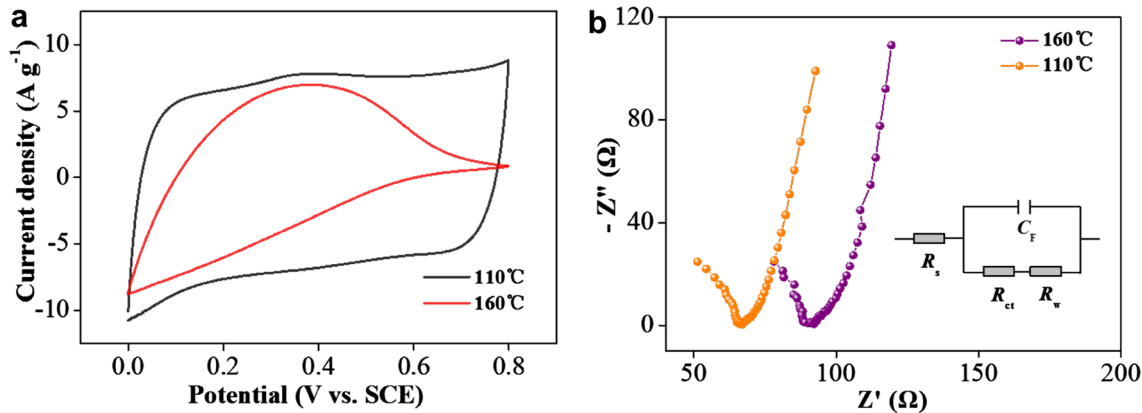 a
Current density (A g⁻¹)
10
5
0
-5
-10
0.0 0.2 0.4 0.6 0.8
Potential (V vs. SCE)
110℃
160℃
b
- Z" (Ω)
120
80
40
0
50 100 150 200
Z' (Ω)
160℃
110℃
Rs
CF
Rct
Rw